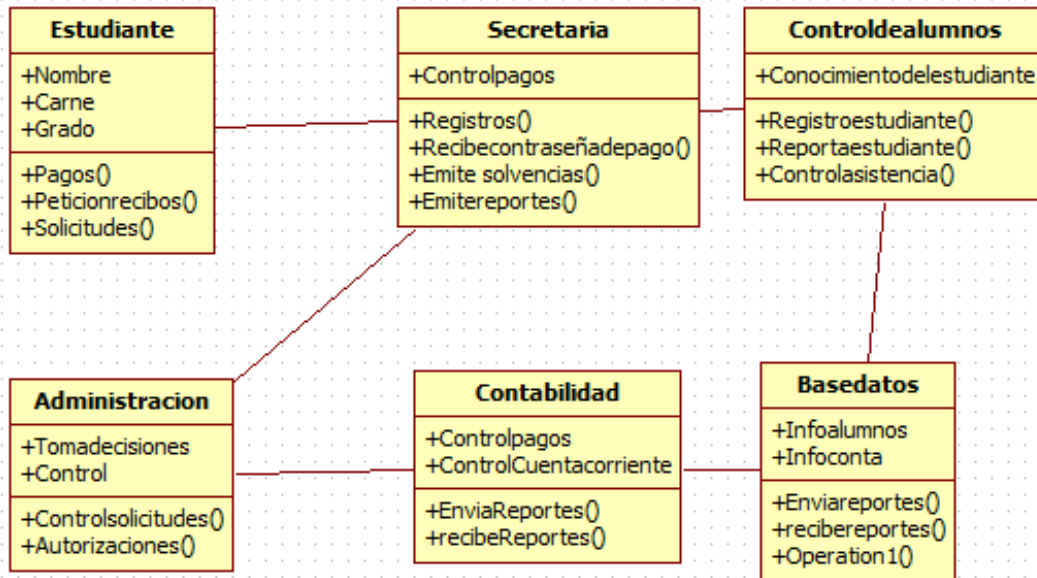 Estudiante
+Nombre
+Carne
+Grado
+Pagos()
+Peticionrecibos()
+Solicitudes()
Secretaria
+Controlpagos
+Registros()
+Recibecontraseñadepago()
+Emite solvencias()
+Emitereportes()
Controldealumnos
+Conocimientodelestudiante
+Registroestudiante()
+Reportaestudiante()
+Controlasistencia()
Administracion
+Tomadecisiones
+Control
+Controlsolicitudes()
+Autorizaciones()
Contabilidad
+Controlpagos
+ControlCuentacorriente
+EnviaReportes()
+recibeReportes()
Basedatos
+Infoalumnos
+Infoconta
+Enviareportes()
+recibereportes()
+Operation1()